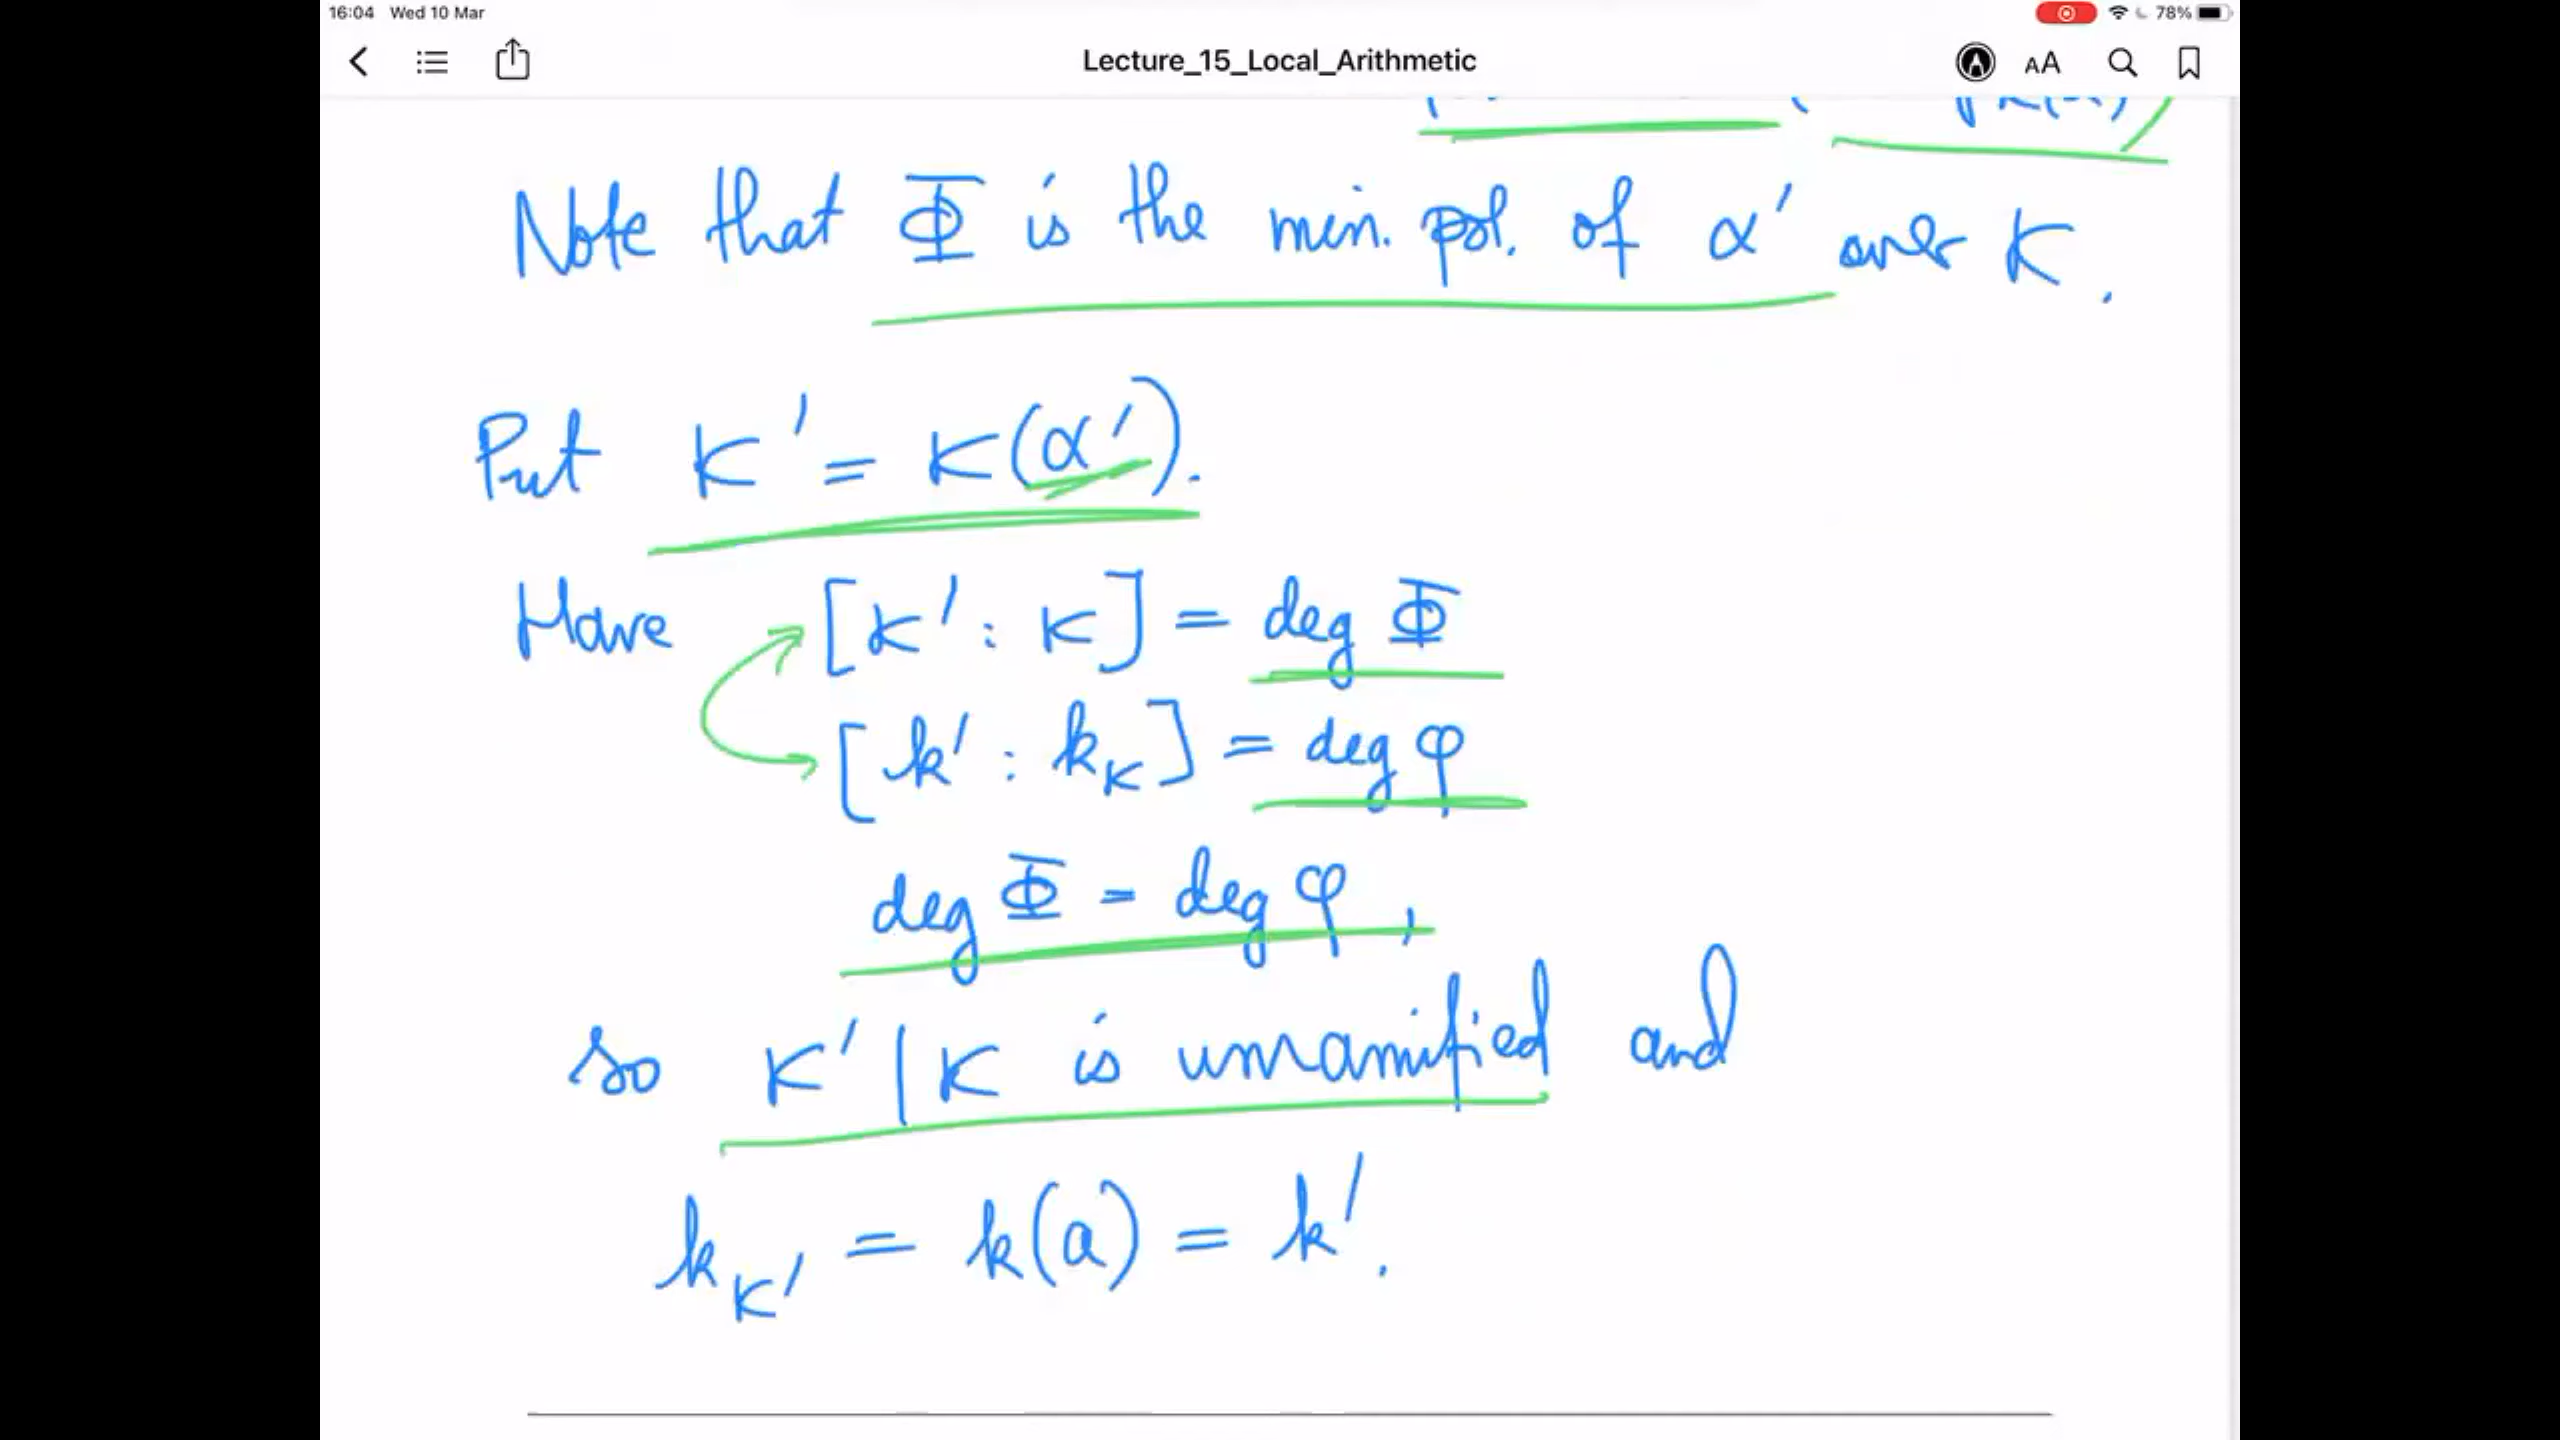 16:04 Wed 10 Mar 78%
Lecture_15_Local_Arithmetic AA
Note that Φ is the min. pol. of α' over K.
Put K' = K(α').
Have [K' : K] = deg Φ
[k' : k_K] = deg φ
deg Φ = deg φ,
so K' | K is unramified and
k_K' = k(a) = k'.